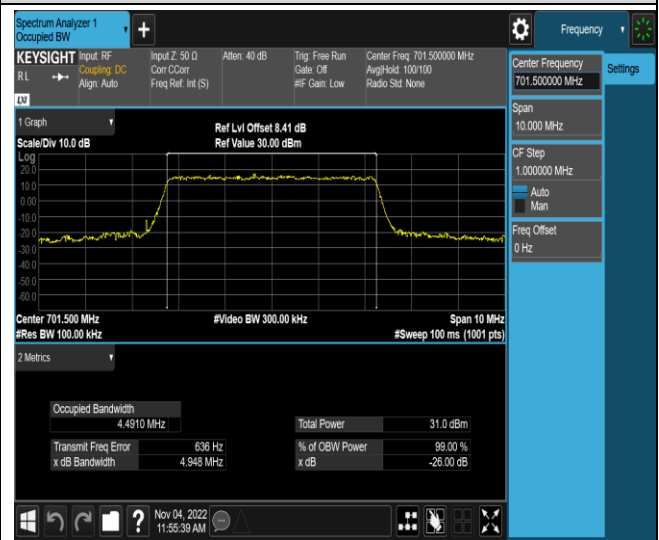 Spectrum Analyzer 1
Occupied BW
+
Frequency
KEYSIGHT
RL
LXI
Input: RF
Coupling: DC
Align: Auto
Input Z: 50 Ω
Corr CCorr
Freq Ref: Int (S)
Atten: 40 dB
Trig: Free Run
Gate: Off
#IF Gain: Low
Center Freq: 701.500000 MHz
Avg|Hold: 100/100
Radio Std: None
Center Frequency
701.500000 MHz
Settings
Span
10.000 MHz
CF Step
1.000000 MHz
Auto
Man
Freq Offset
0 Hz
1 Graph
Scale/Div 10.0 dB
Ref Lvl Offset 8.41 dB
Ref Value 30.00 dBm
Log
20.0
10.0
0.00
-10.0
-20.0
-30.0
-40.0
-50.0
-60.0
Center 701.500 MHz
#Res BW 100.00 kHz
#Video BW 300.00 kHz
Span 10 MHz
#Sweep 100 ms (1001 pts)
2 Metrics
Occupied Bandwidth
4.4910 MHz
Total Power 31.0 dBm
Transmit Freq Error 636 Hz
% of OBW Power 99.00 %
x dB Bandwidth 4.948 MHz
x dB -26.00 dB
?
Nov 04, 2022
11:55:39 AM